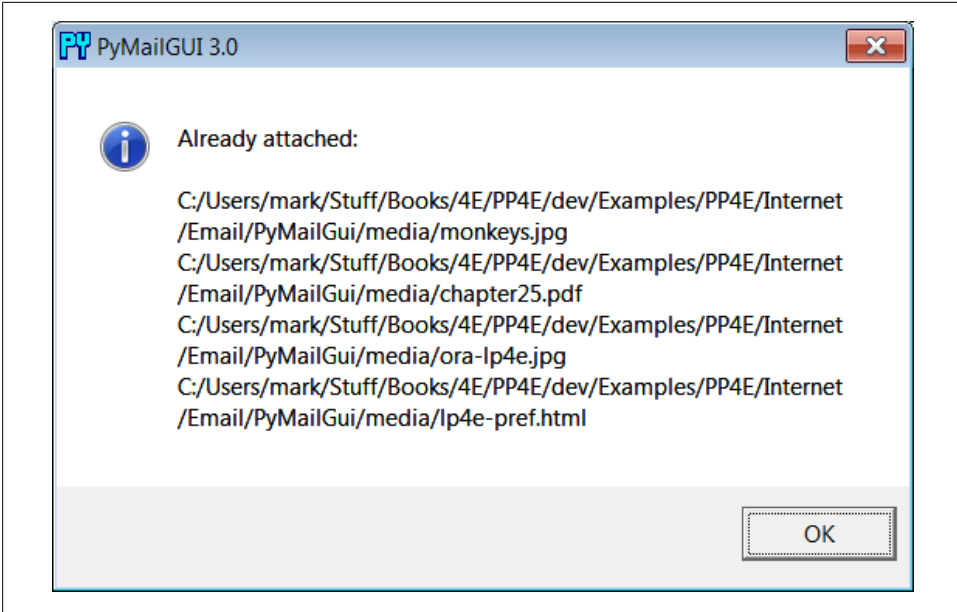 PY PyMailGUI 3.0
Already attached:
C:/Users/mark/Stuff/Books/4E/PP4E/dev/Examples/PP4E/Internet
/Email/PyMailGui/media/monkeys.jpg
C:/Users/mark/Stuff/Books/4E/PP4E/dev/Examples/PP4E/Internet
/Email/PyMailGui/media/chapter25.pdf
C:/Users/mark/Stuff/Books/4E/PP4E/dev/Examples/PP4E/Internet
/Email/PyMailGui/media/ora-lp4e.jpg
C:/Users/mark/Stuff/Books/4E/PP4E/dev/Examples/PP4E/Internet
/Email/PyMailGui/media/lp4e-pref.html
OK